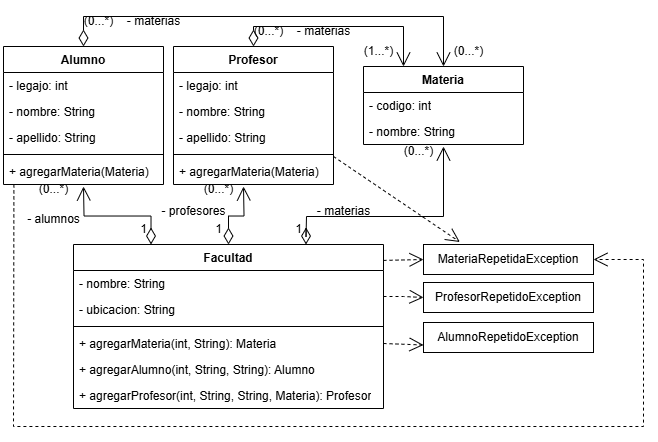 (0...*) - materias
(0...*) - materias
(1...*) (0...*)
Alumno
- legajo: int
- nombre: String
- apellido: String
+ agregarMateria(Materia)
Profesor
- legajo: int
- nombre: String
- apellido: String
+ agregarMateria(Materia)
Materia
- codigo: int
- nombre: String
(0...*) (0...*) (0...*)
- alumnos - profesores - materias
1 1 1
Facultad
- nombre: String
- ubicacion: String
+ agregarMateria(int, String): Materia
+ agregarAlumno(int, String, String): Alumno
+ agregarProfesor(int, String, String, Materia): Profesor
MateriaRepetidaException
ProfesorRepetidoException
AlumnoRepetidoException